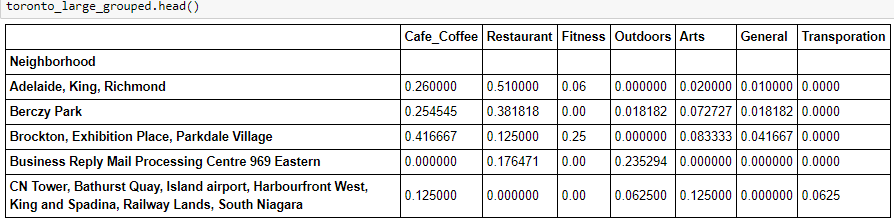 toronto_large_grouped.head()
Cafe_Coffee Restaurant Fitness Outdoors Arts General Transporation
Neighborhood
Adelaide, King, Richmond 0.260000 0.510000 0.06 0.000000 0.020000 0.010000 0.0000
Berczy Park 0.254545 0.381818 0.00 0.018182 0.072727 0.018182 0.0000
Brockton, Exhibition Place, Parkdale Village 0.416667 0.125000 0.25 0.000000 0.083333 0.041667 0.0000
Business Reply Mail Processing Centre 969 Eastern 0.000000 0.176471 0.00 0.235294 0.000000 0.000000 0.0000
CN Tower, Bathurst Quay, Island airport, Harbourfront West,
King and Spadina, Railway Lands, South Niagara 0.125000 0.000000 0.00 0.062500 0.125000 0.000000 0.0625